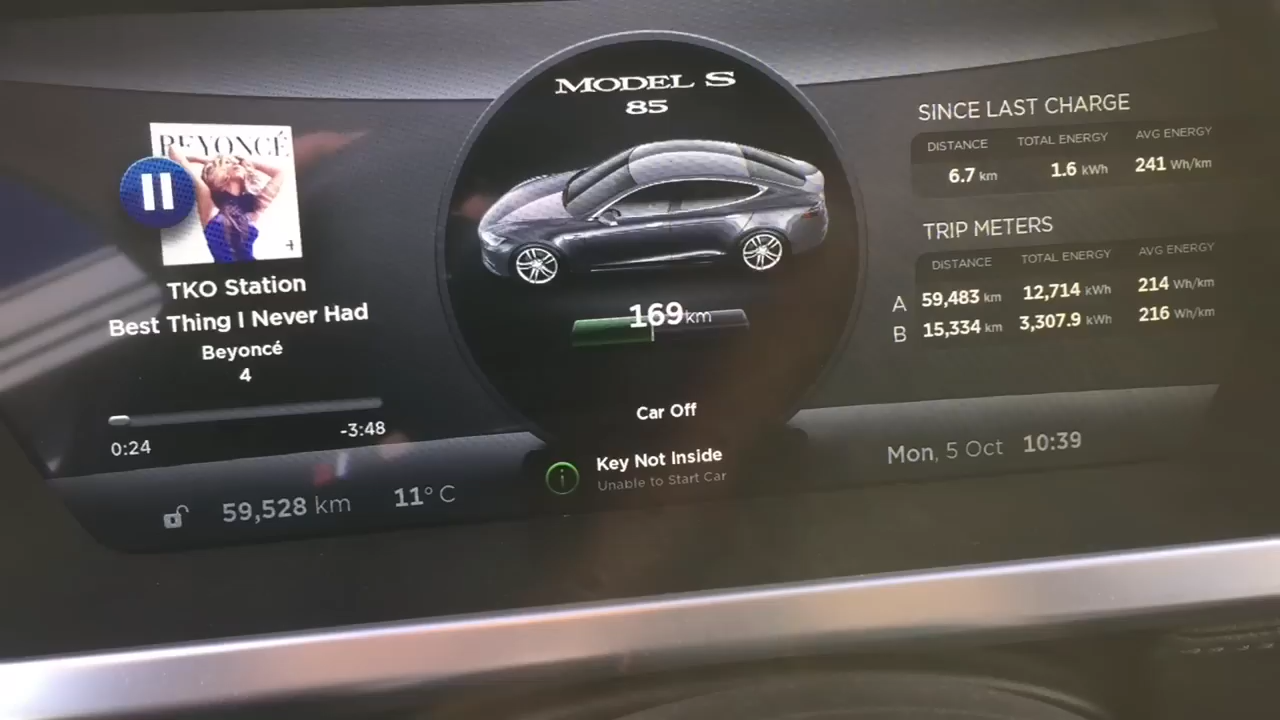 BEYONCÉ
TKO Station
Best Thing I Never Had
Beyoncé
4
0:24 -3:48
59,528 km 11° C
MODEL S
85
169 km
Car Off
Key Not Inside
Unable to Start Car
SINCE LAST CHARGE
DISTANCE TOTAL ENERGY AVG ENERGY
6.7 km 1.6 kWh 241 Wh/km
TRIP METERS
DISTANCE TOTAL ENERGY AVG ENERGY
A 59,483 km 12,714 kWh 214 Wh/km
B 15,334 km 3,307.9 kWh 216 Wh/km
Mon, 5 Oct 10:39